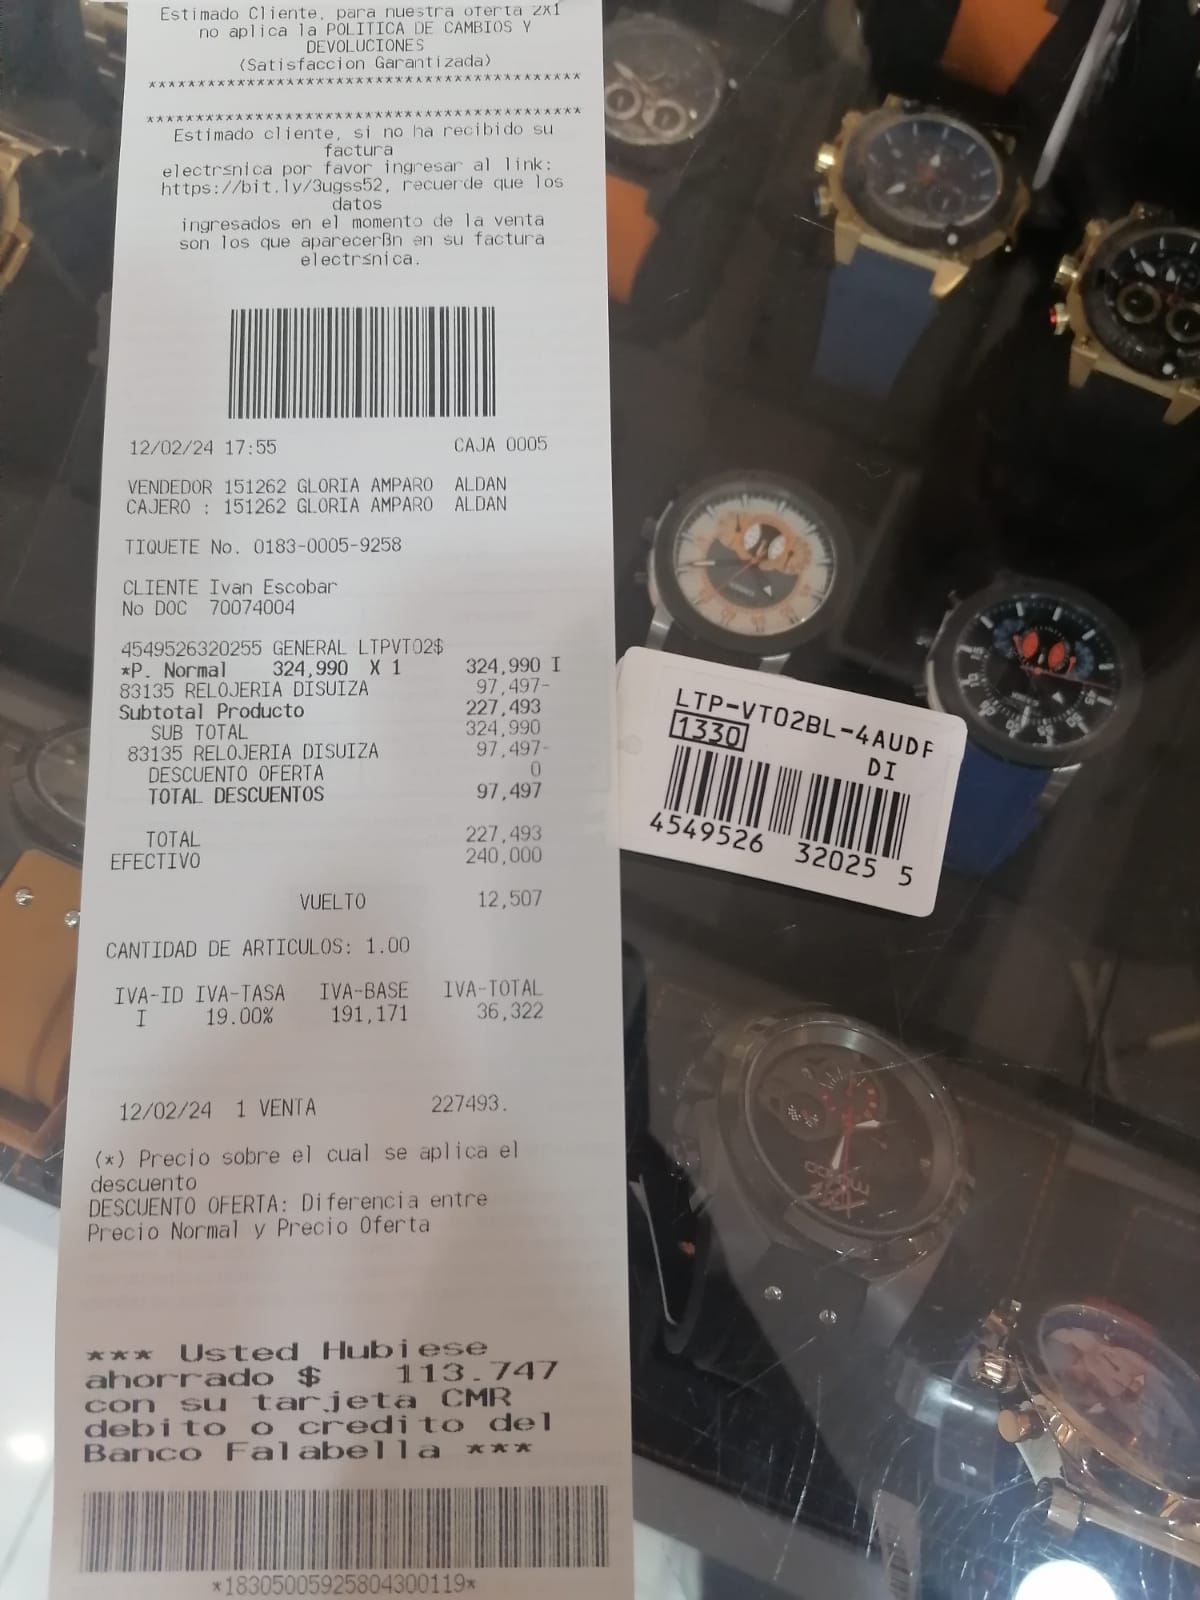 Estimado Cliente, para nuestra oferta 2X1
no aplica la POLITICA DE CAMBIOS Y
DEVOLUCIONES
(Satisfaccion Garantizada)
******************************************
******************************************
Estimado cliente, si no ha recibido su
factura
electr≤nica por favor ingresar al link:
https://bit.ly/3ugss52, recuerde que los
datos
ingresados en el momento de la venta
son los que aparecerßn en su factura
electr≤nica.
12/02/24 17:55 CAJA 0005
VENDEDOR 151262 GLORIA AMPARO ALDAN
CAJERO : 151262 GLORIA AMPARO ALDAN
TIQUETE No. 0183-0005-9258
CLIENTE Ivan Escobar
No DOC 70074004
4549526320255 GENERAL LTPVT02$
*P. Normal 324,990 X 1 324,990 I
83135 RELOJERIA DISUIZA 97,497-
Subtotal Producto 227,493
SUB TOTAL 324,990
83135 RELOJERIA DISUIZA 97,497-
DESCUENTO OFERTA 0
TOTAL DESCUENTOS 97,497
TOTAL 227,493
EFECTIVO 240,000
VUELTO 12,507
CANTIDAD DE ARTICULOS: 1.00
IVA-ID IVA-TASA IVA-BASE IVA-TOTAL
I 19.00% 191,171 36,322
12/02/24 1 VENTA 227493.
(*) Precio sobre el cual se aplica el
descuento
DESCUENTO OFERTA: Diferencia entre
Precio Normal y Precio Oferta
*** Usted Hubiese
ahorrado $ 113.747
con su tarjeta CMR
debito o credito del
Banco Falabella ***
*18305005925804300119*
LTP-VT02BL-4AUDF
1330
DI
4549526 32025 5